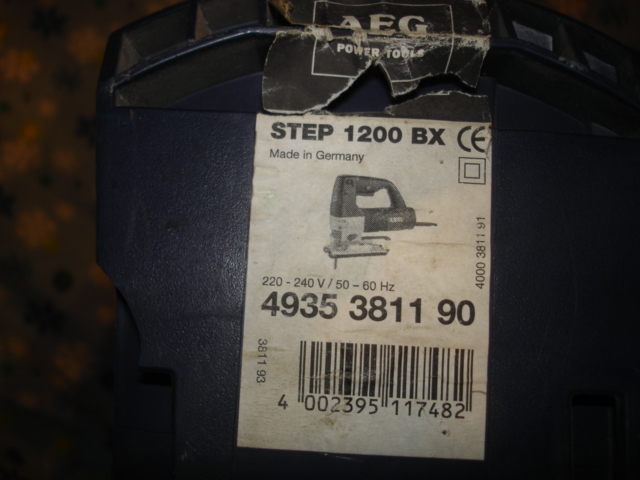 AEG
POWER TOOLS
STEP 1200 BX CE
Made in Germany
4000 3811 91
220 - 240 V / 50 – 60 Hz
4935 3811 90
3811 93
4 002395 117482